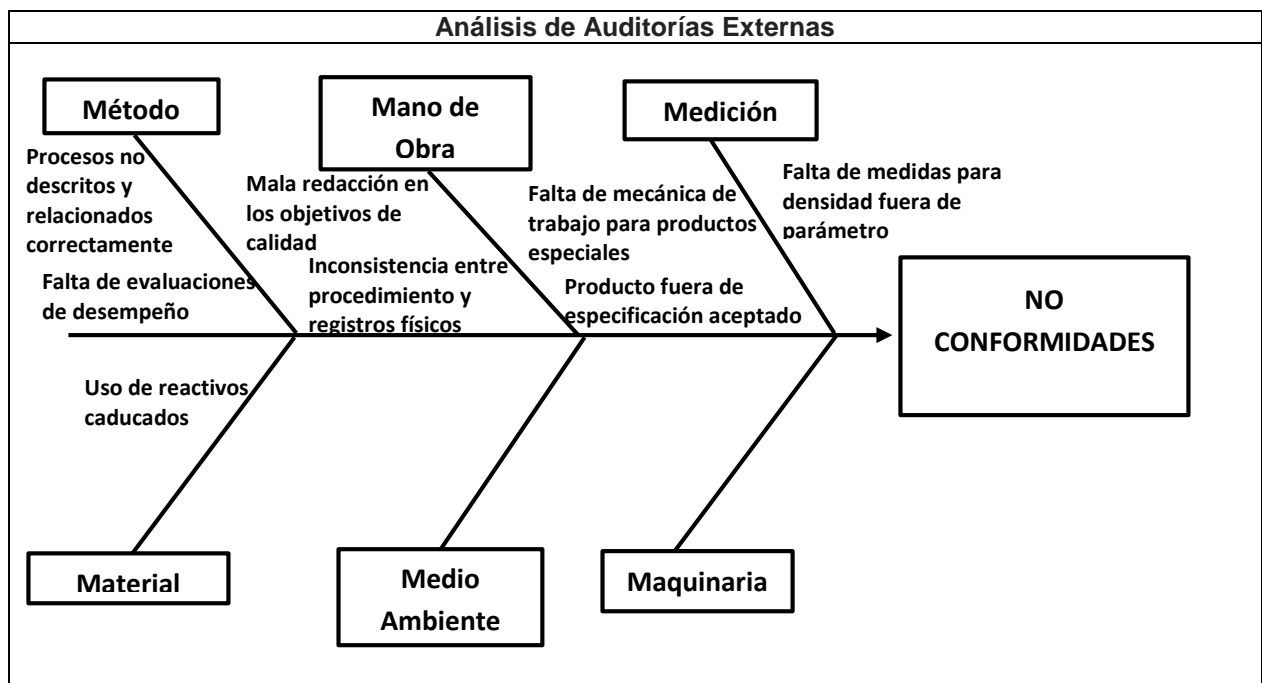 Análisis de Auditorías Externas
Método
Mano de
Obra
Medición
Procesos no
descritos y
relacionados
correctamente
Falta de evaluaciones
de desempeño
Mala redacción en
los objetivos de
calidad
Inconsistencia entre
procedimiento y
registros físicos
Falta de mecánica de
trabajo para productos
especiales
Producto fuera de
especificación aceptado
Falta de medidas para
densidad fuera de
parámetro
NO
CONFORMIDADES
Uso de reactivos
caducados
Material
Medio
Ambiente
Maquinaria